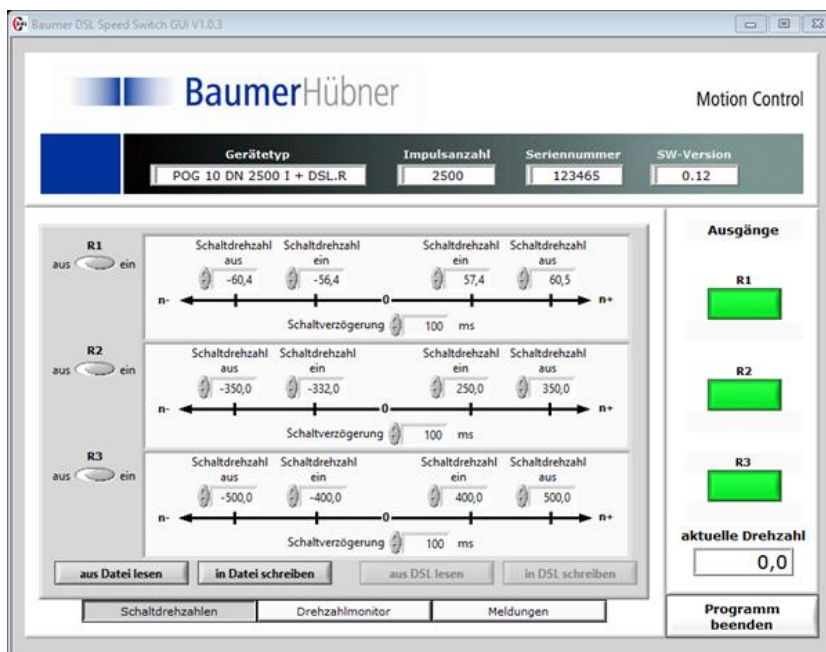 Baumer DSL Speed Switch GUI V1.0.3
BaumerHübner
Motion Control
Gerätetyp Impulsanzahl Seriennummer SW-Version
POG 10 DN 2500 I + DSL.R 2500 123465 0.12
R1
aus ein
Schaltdrehzahl aus Schaltdrehzahl ein Schaltdrehzahl ein Schaltdrehzahl aus
-60,4 -56,4 57,4 60,5
n- 0 n+
Schaltverzögerung 100 ms
R2
aus ein
Schaltdrehzahl aus Schaltdrehzahl ein Schaltdrehzahl ein Schaltdrehzahl aus
-350,0 -332,0 250,0 350,0
n- 0 n+
Schaltverzögerung 100 ms
R3
aus ein
Schaltdrehzahl aus Schaltdrehzahl ein Schaltdrehzahl ein Schaltdrehzahl aus
-500,0 -400,0 400,0 500,0
n- 0 n+
Schaltverzögerung 100 ms
aus Datei lesen in Datei schreiben aus DSL lesen in DSL schreiben
Schaltdrehzahlen Drehzahlmonitor Meldungen
Ausgänge
R1
R2
R3
aktuelle Drehzahl
0,0
Programm
beenden